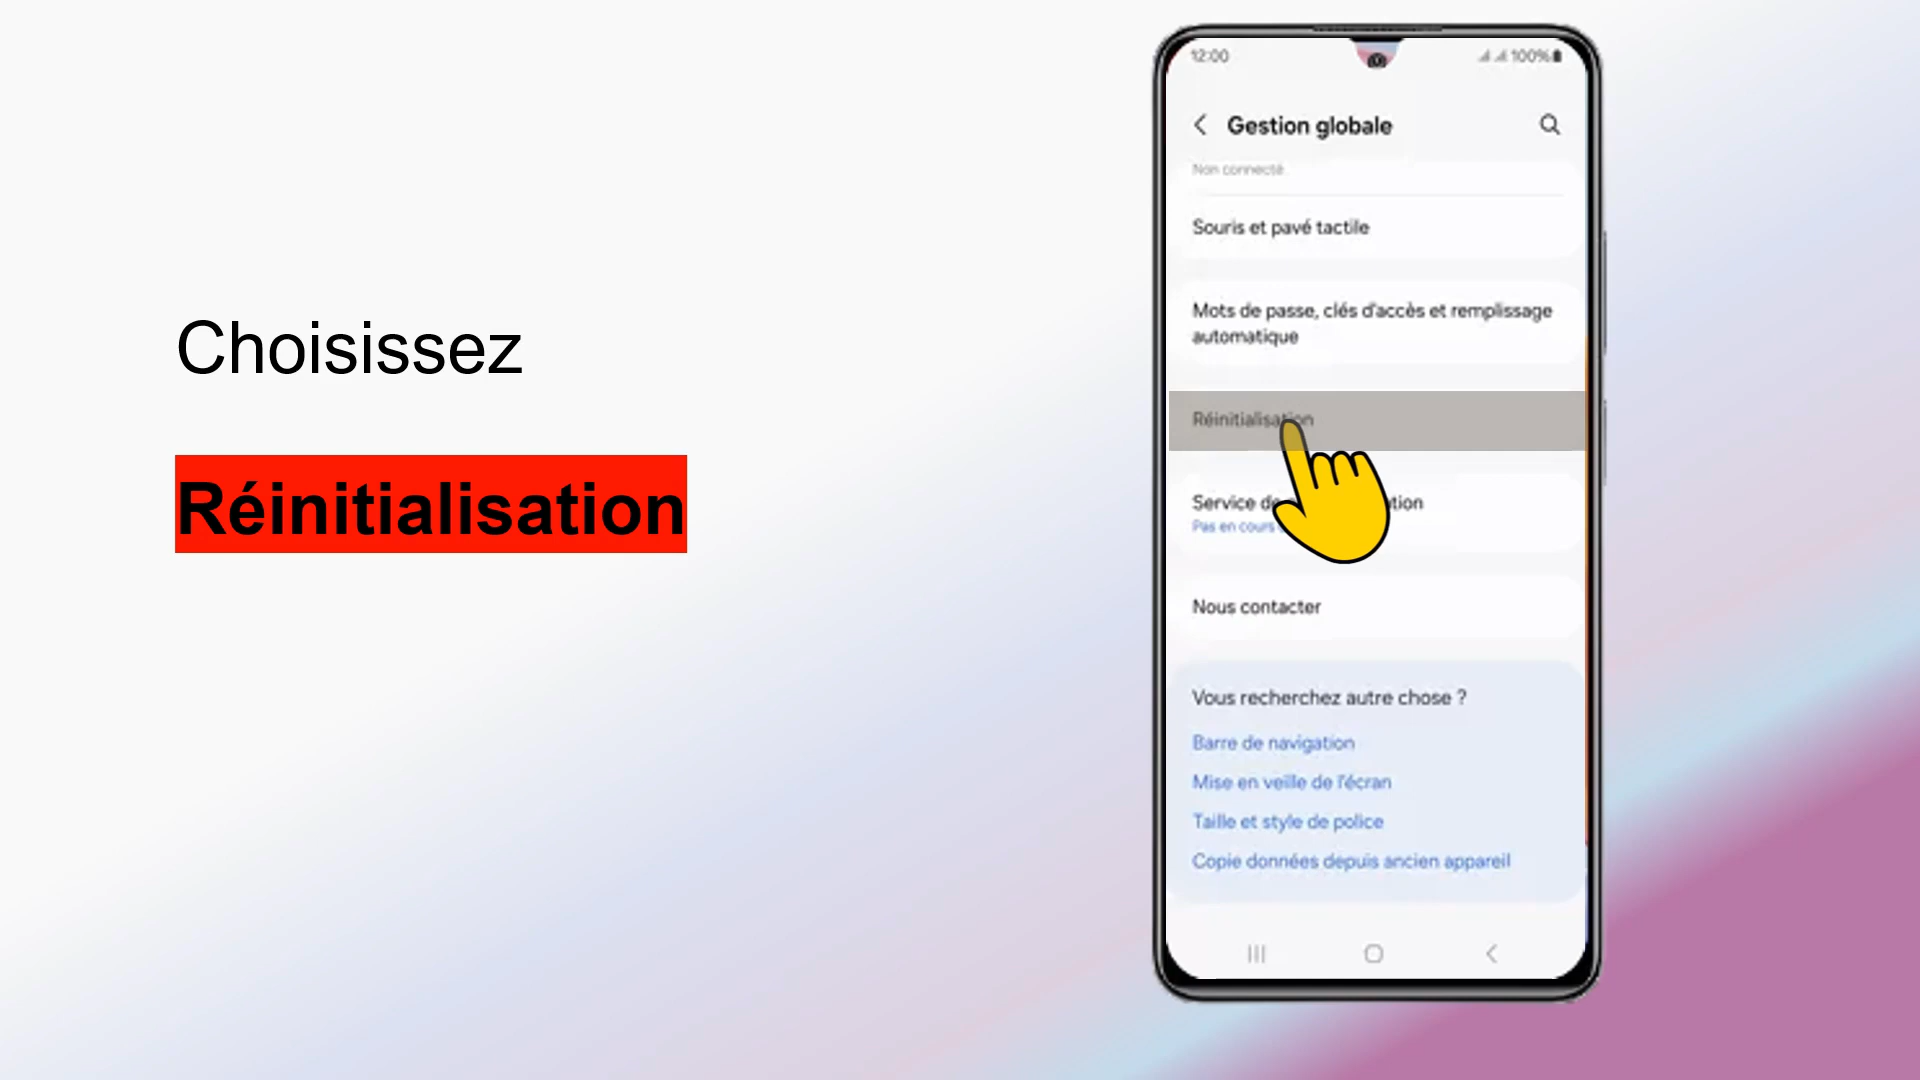 Choisissez
Réinitialisation
12:00
100%
Gestion globale
Non connecté
Souris et pavé tactile
Mots de passe, clés d'accès et remplissage
automatique
Réinitialisation
Service de
Pas en cours
Nous contacter
Vous recherchez autre chose ?
Barre de navigation
Mise en veille de l'écran
Taille et style de police
Copie données depuis ancien appareil